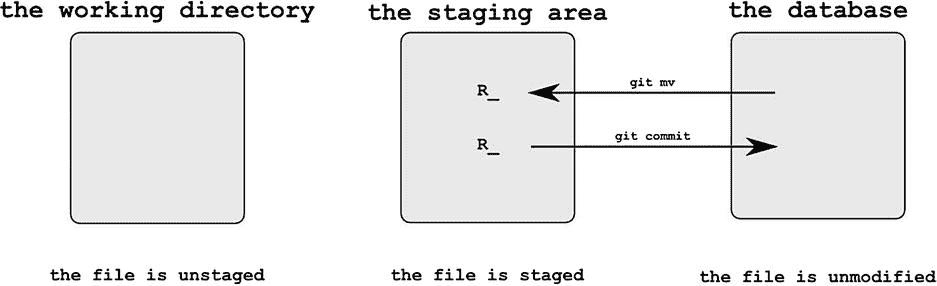 the working directory
the staging area
the database
R_
git mv
R_
git commit
the file is unstaged
the file is staged
the file is unmodified